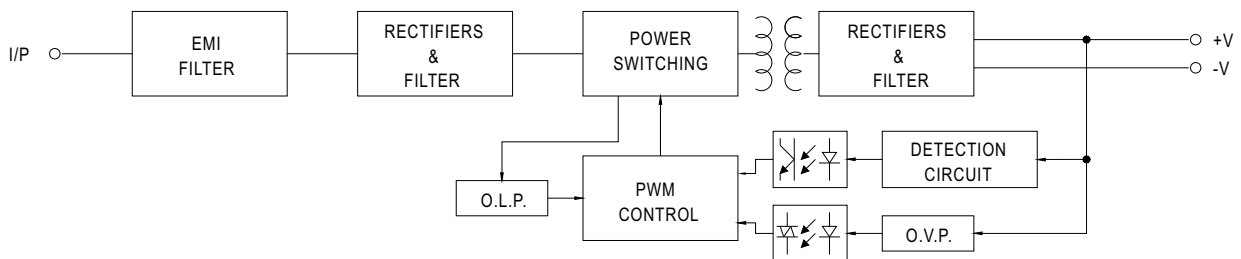 I/P
EMI
FILTER
RECTIFIERS
&
FILTER
POWER
SWITCHING
RECTIFIERS
&
FILTER
+V
-V
O.L.P.
PWM
CONTROL
DETECTION
CIRCUIT
O.V.P.